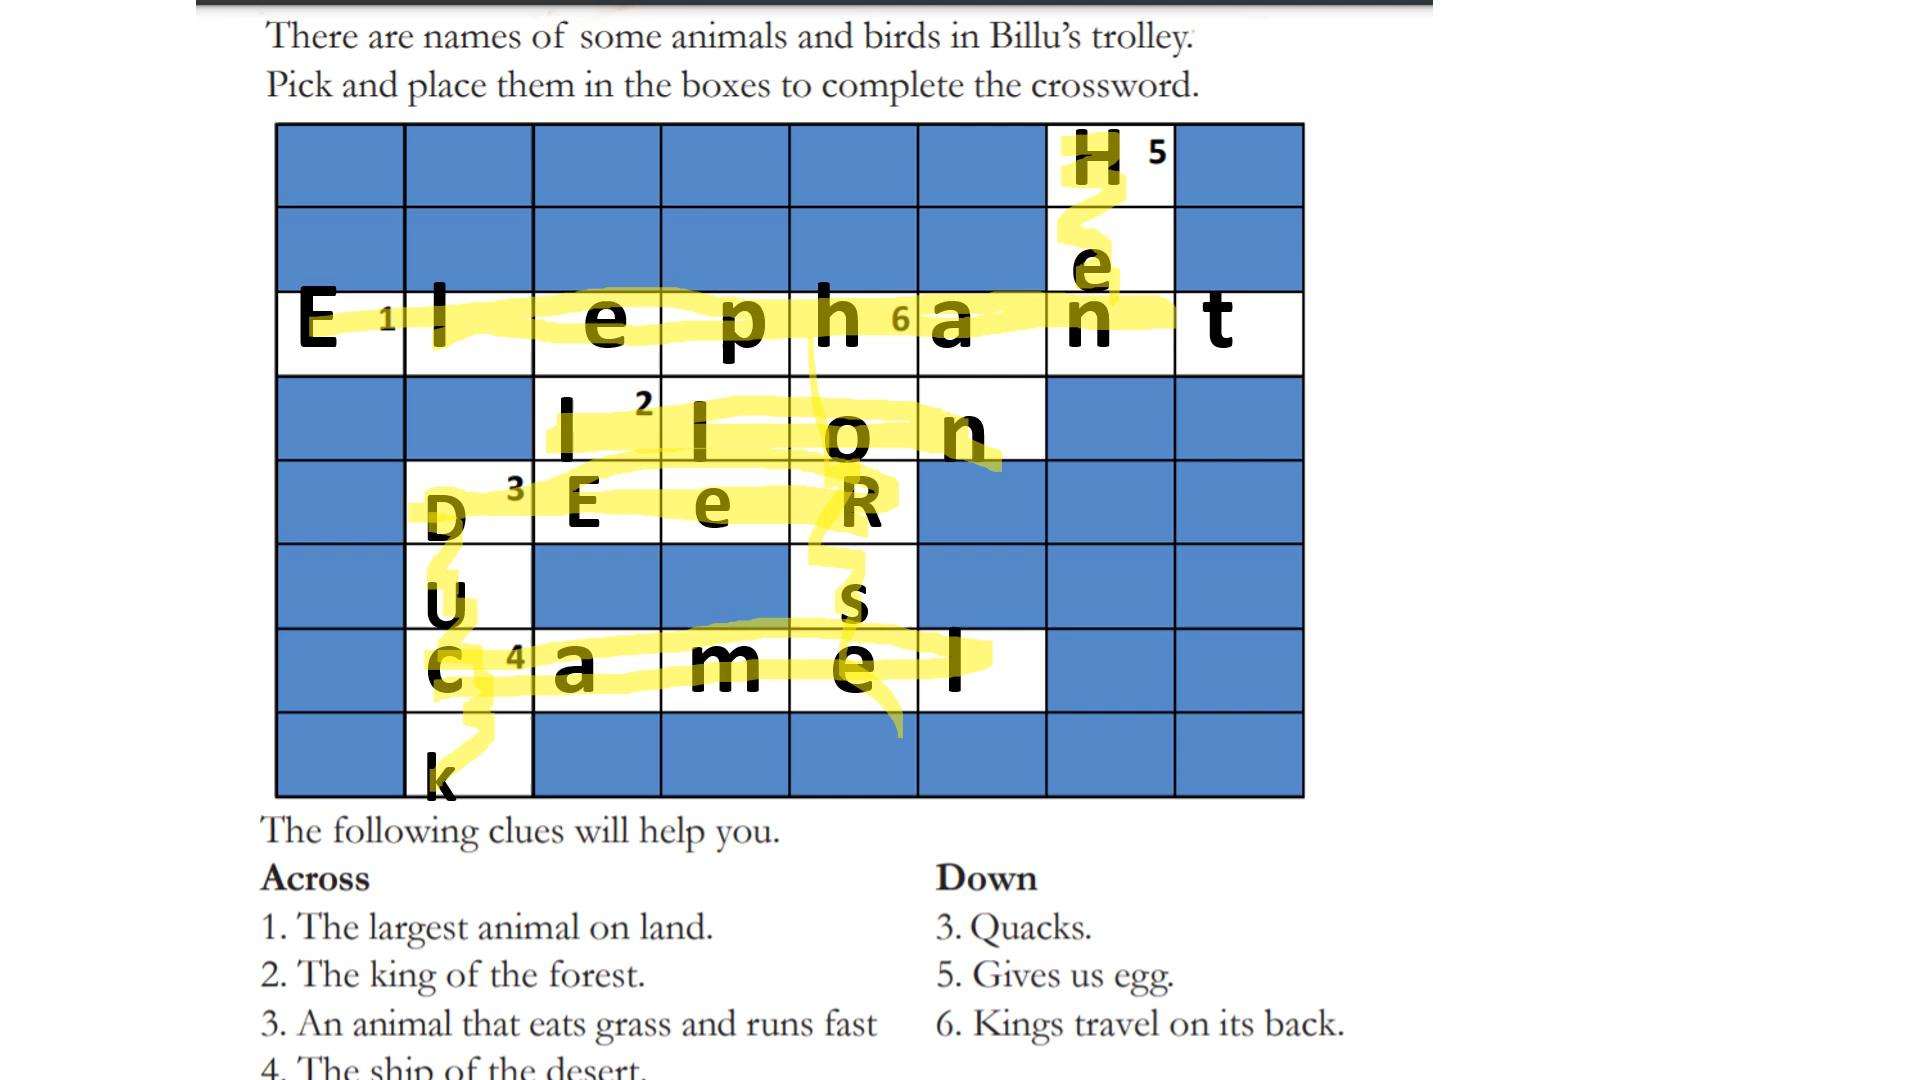 There are names of some animals and birds in Billu's trolley.
Pick and place them in the boxes to complete the crossword.
H 5
e
E 1 l e p h 6 a n t
l 2 l o n
D 3 E e R
U s
c 4 a m e l
k
The following clues will help you.
Across
1. The largest animal on land.
2. The king of the forest.
3. An animal that eats grass and runs fast
4. The ship of the desert.
Down
3. Quacks.
5. Gives us egg.
6. Kings travel on its back.